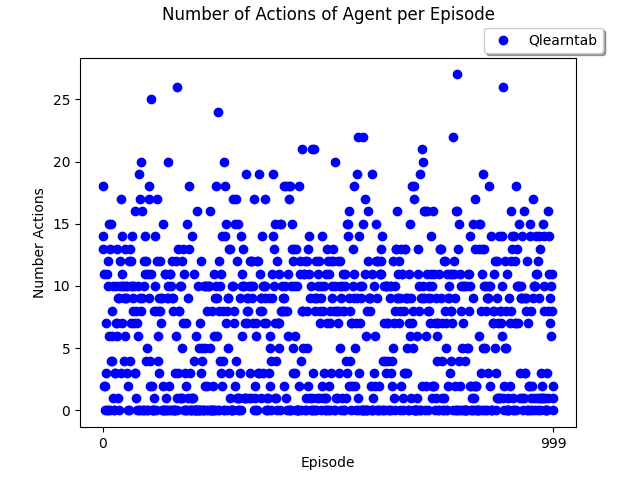 Number of Actions of Agent per Episode
Qlearntab
25
20
15
10
5
0
Number Actions
0
999
Episode